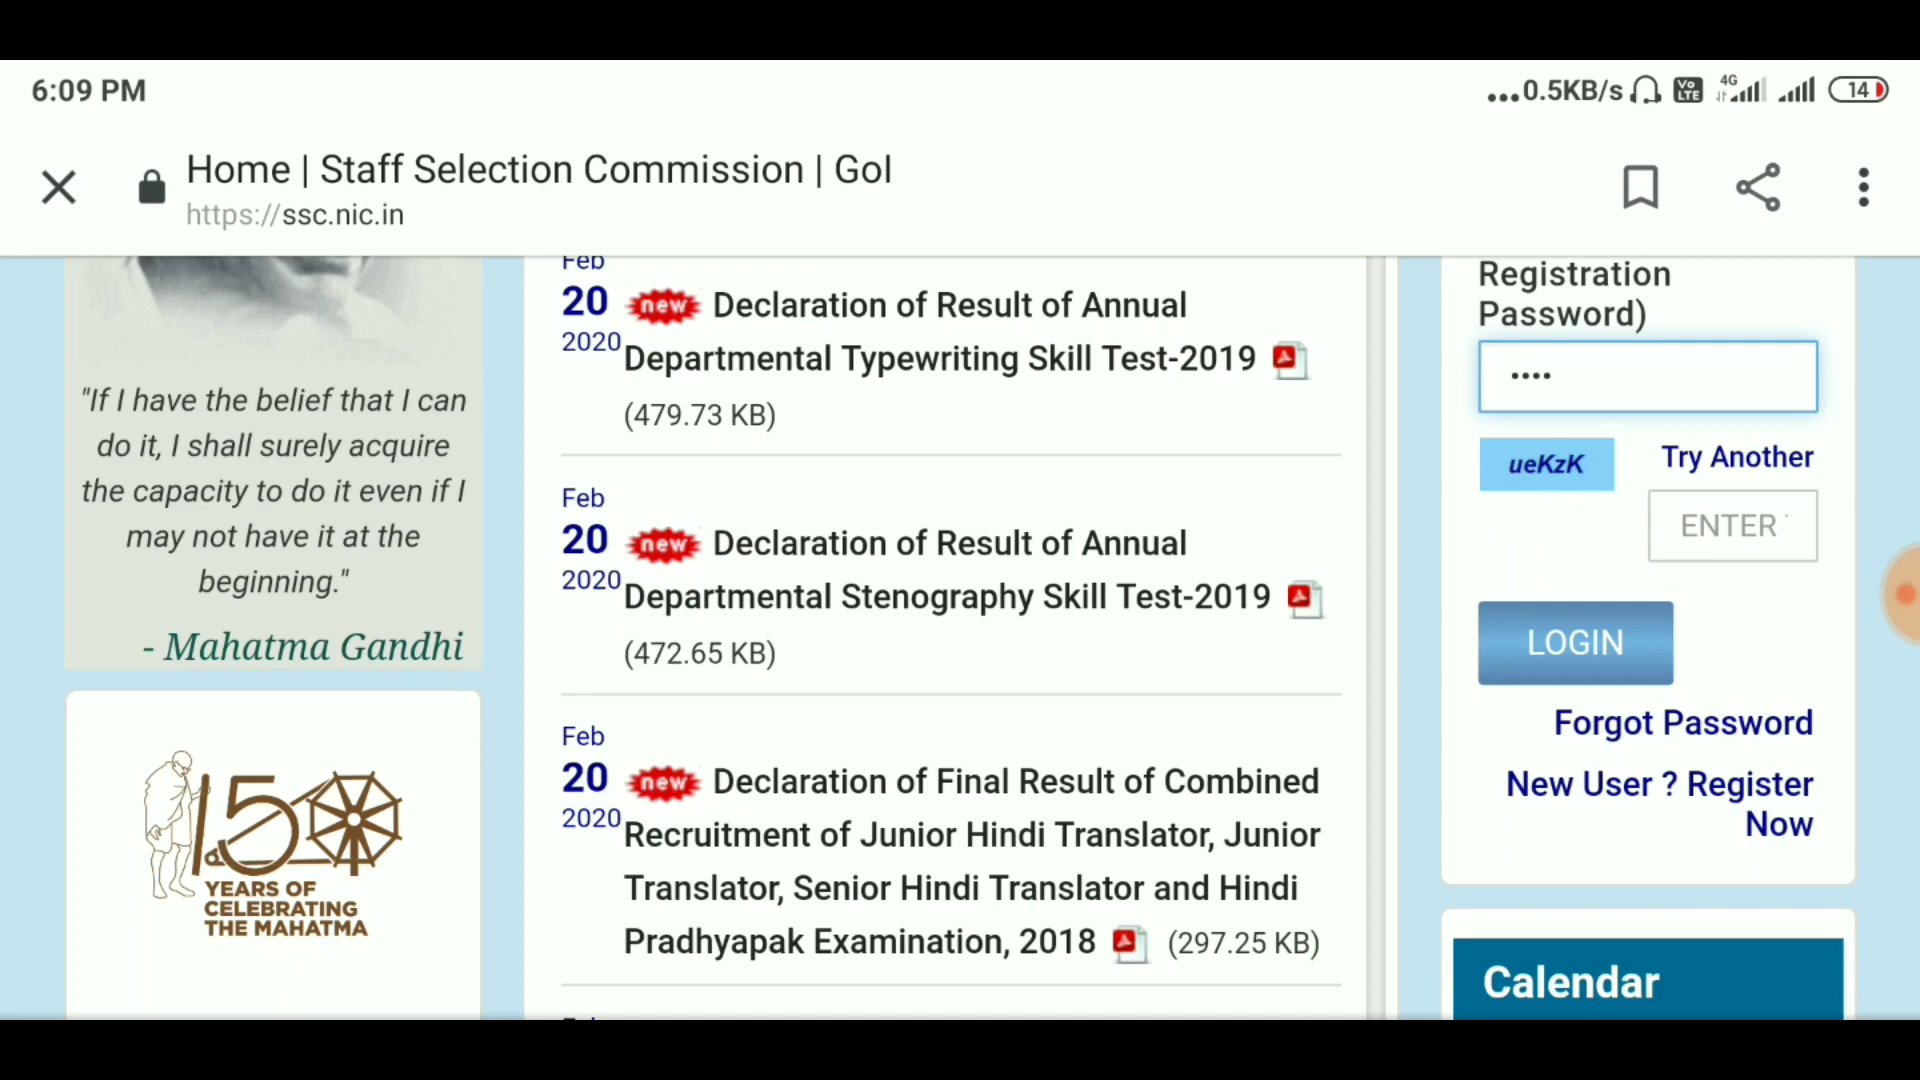 6:09 PM
...0.5KB/s Vo LTE 4G 14
Home | Staff Selection Commission | GoI
https://ssc.nic.in
"If I have the belief that I can
do it, I shall surely acquire
the capacity to do it even if I
may not have it at the
beginning."
- Mahatma Gandhi
150
YEARS OF
CELEBRATING
THE MAHATMA
Feb
20 new Declaration of Result of Annual
2020 Departmental Typewriting Skill Test-2019
(479.73 KB)
Feb
20 new Declaration of Result of Annual
2020 Departmental Stenography Skill Test-2019
(472.65 KB)
Feb
20 new Declaration of Final Result of Combined
2020 Recruitment of Junior Hindi Translator, Junior
Translator, Senior Hindi Translator and Hindi
Pradhyapak Examination, 2018 (297.25 KB)
Registration
Password)
••••
ueKzK Try Another
ENTER
LOGIN
Forgot Password
New User ? Register
Now
Calendar